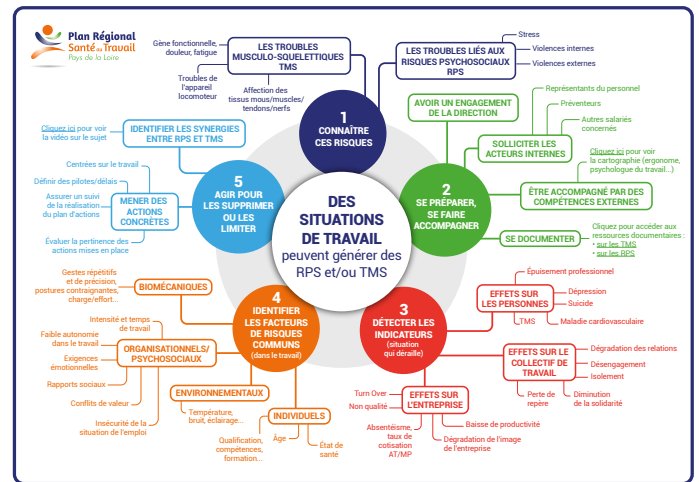 Plan Régional
Santé au Travail
Pays de la Loire
DES
SITUATIONS
DE TRAVAIL
peuvent générer des
RPS et/ou TMS
1
CONNAÎTRE
CES RISQUES
LES TROUBLES
MUSCULO-SQUELETTIQUES
TMS
Gène fonctionnelle,
douleur, fatigue
Troubles de
l'appareil
locomoteur
Affection des
tissus mous/muscles/
tendons/nerfs
LES TROUBLES LIÉS AUX
RISQUES PSYCHOSOCIAUX
RPS
Stress
Violences internes
Violences externes
2
SE PRÉPARER,
SE FAIRE
ACCOMPAGNER
AVOIR UN ENGAGEMENT
DE LA DIRECTION
SOLLICITER LES
ACTEURS INTERNES
Représentants du personnel
Préventeurs
Autres salariés
concernés
ÊTRE ACCOMPAGNÉ PAR DES
COMPÉTENCES EXTERNES
Cliquez ici pour voir
la cartographie (ergonome,
psychologue du travail...)
SE DOCUMENTER
Cliquez pour accéder aux
ressources documentaires :
• sur les TMS
• sur les RPS
3
DÉTECTER LES
INDICATEURS
(situation
qui déraille)
EFFETS SUR
LES PERSONNES
Épuisement professionnel
Dépression
Suicide
TMS
Maladie cardiovasculaire
EFFETS SUR LE
COLLECTIF DE
TRAVAIL
Dégradation des relations
Désengagement
Isolement
Perte de
repère
Diminution
de la solidarité
EFFETS SUR
L'ENTREPRISE
Turn Over
Non qualité
Absentéisme,
taux de
cotisation
AT/MP
Baisse de productivité
Dégradation de l'image
de l'entreprise
4
IDENTIFIER
LES FACTEURS
DE RISQUES
COMMUNS
(dans le travail)
BIOMÉCANIQUES
Gestes répétitifs
et de précision,
postures contraignantes,
charge/effort...
ORGANISATIONNELS/
PSYCHOSOCIAUX
Intensité et temps
de travail
Faible autonomie
dans le travail
Exigences
émotionnelles
Rapports sociaux
Conflits de valeur
Insécurité de la
situation de l'emploi
ENVIRONNEMENTAUX
Température,
bruit, éclairage...
INDIVIDUELS
Qualification,
compétences,
formation...
Âge
État de
santé
5
AGIR POUR
LES SUPPRIMER
OU LES
LIMITER
IDENTIFIER LES SYNERGIES
ENTRE RPS ET TMS
Cliquez ici pour voir
la vidéo sur le sujet
MENER DES
ACTIONS
CONCRÈTES
Centrées sur le travail
Définir des pilotes/délais
Assurer un suivi
de la réalisation
du plan d'actions
Évaluer la pertinence des
actions mises en place